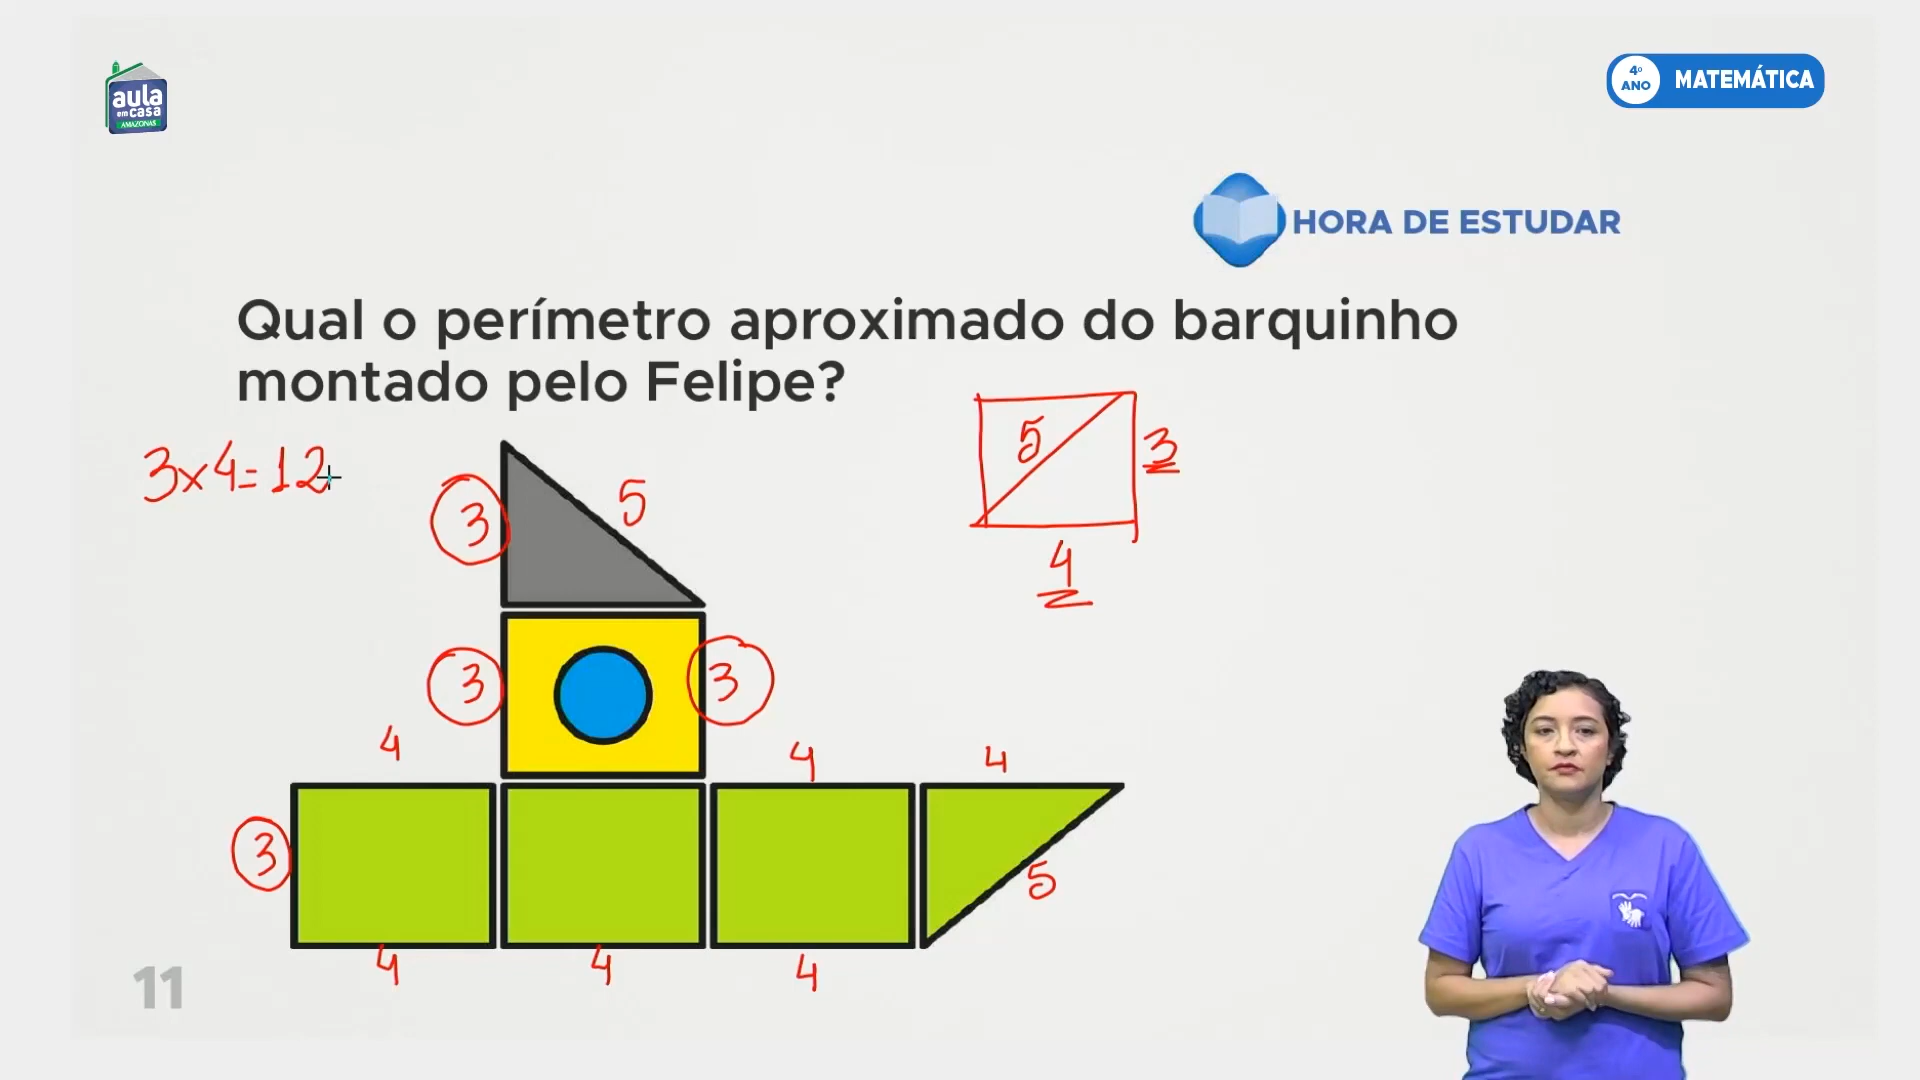 aula
em casa
AMAZONAS
4º
ANO
MATEMÁTICA
HORA DE ESTUDAR
Qual o perímetro aproximado do barquinho
montado pelo Felipe?
3x4=12
3
5
5
3
4
3
3
4
4
4
3
5
4
4
4
11